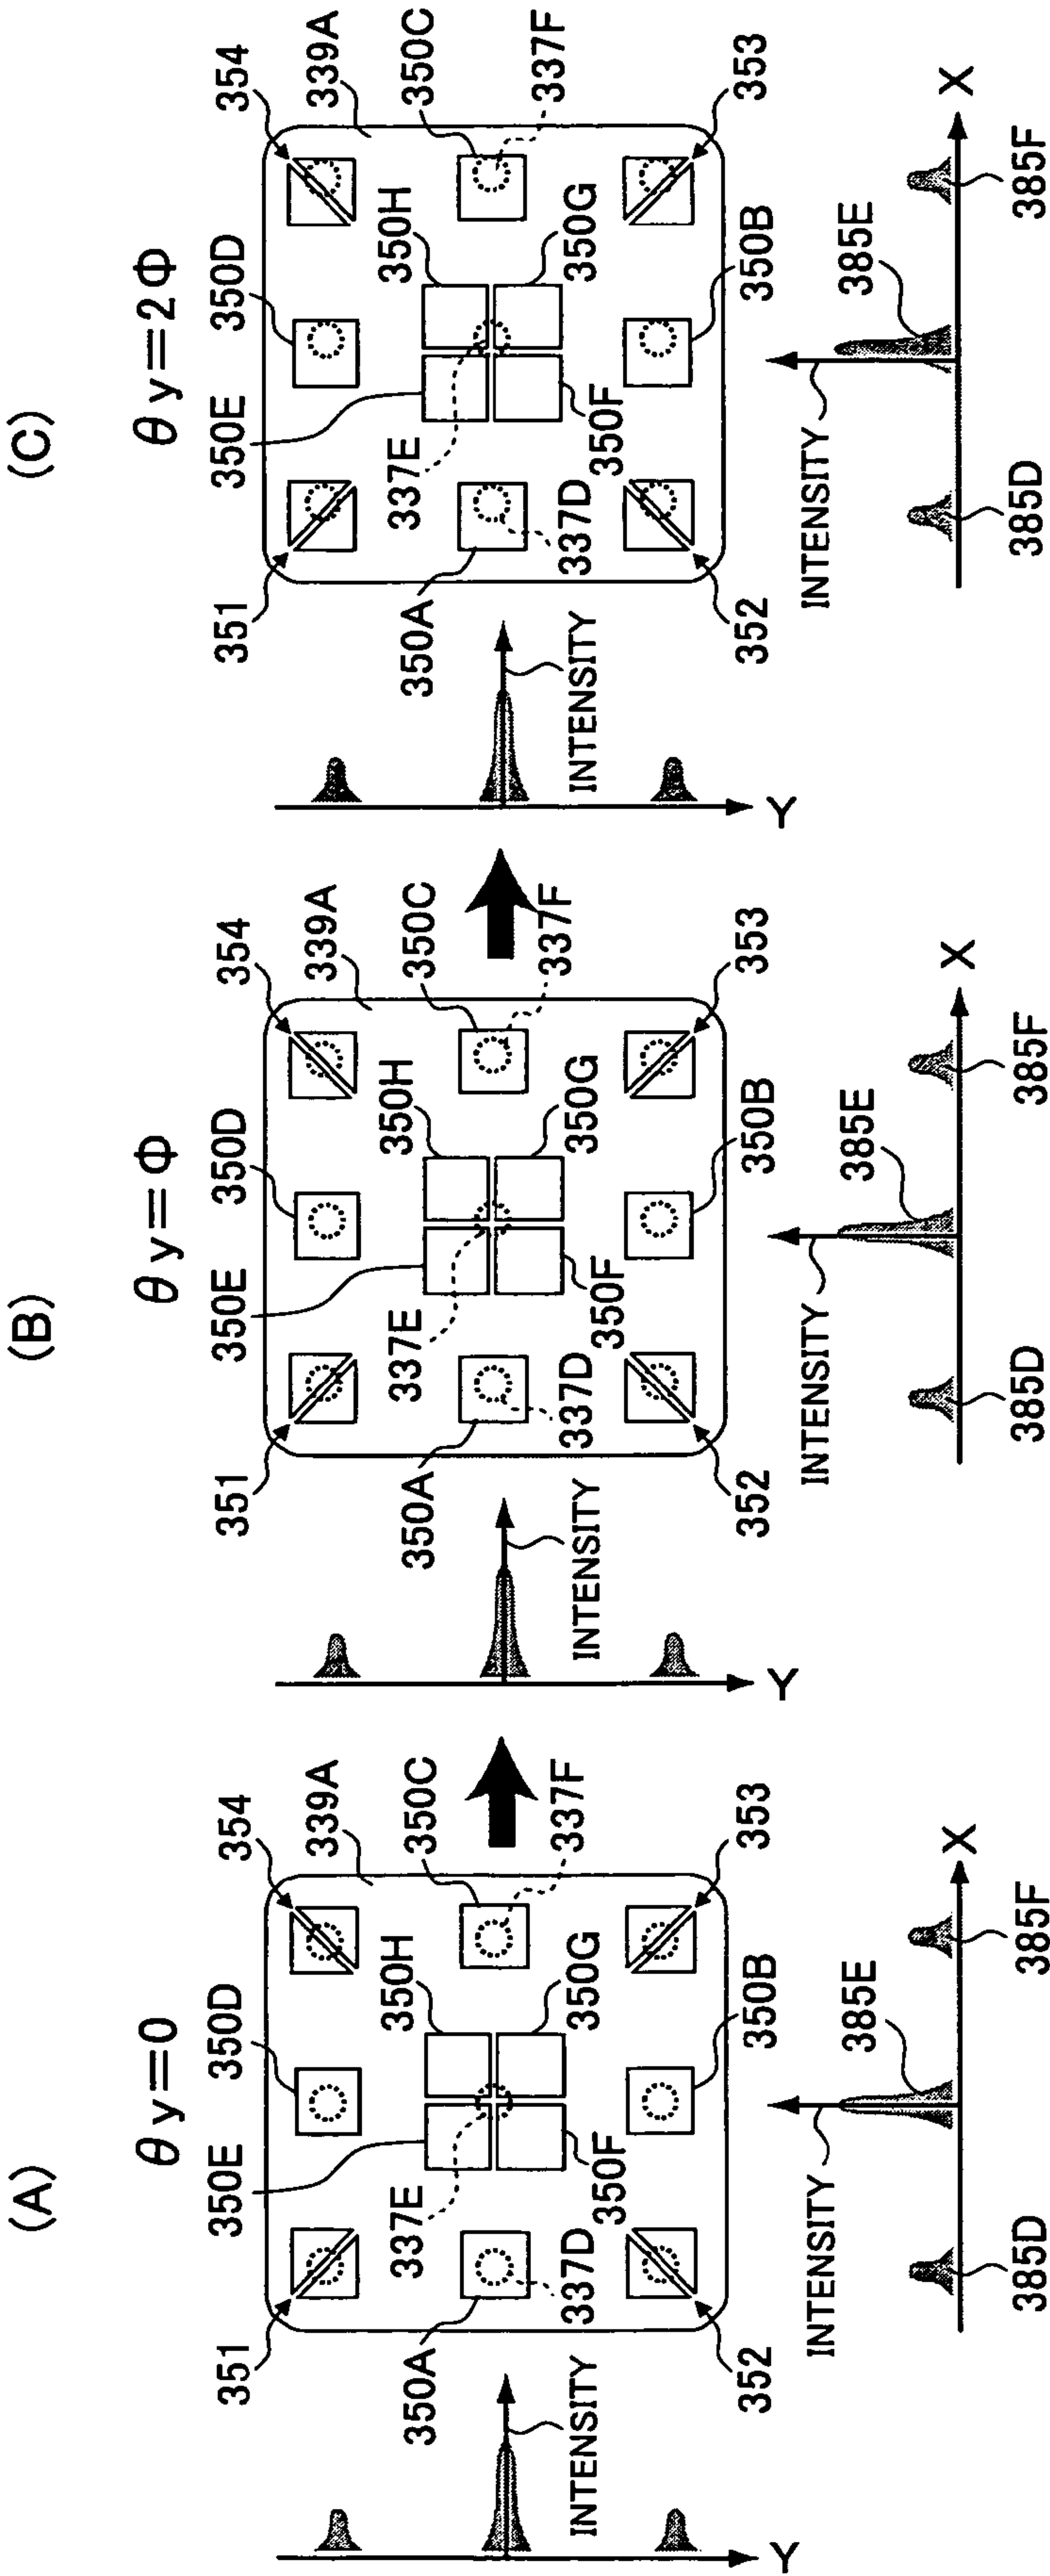 (A)
θy=0
354
339A
350C
337F
350D
350H
350E
350G
337E
350F
337D
350B
351
350A
352
353
INTENSITY
Y
INTENSITY
385E
X
385D
385F
(B)
θy=Φ
354
339A
350C
337F
350D
350H
350E
350G
337E
350F
337D
350B
351
350A
352
353
INTENSITY
Y
INTENSITY
385E
X
385D
385F
(C)
θy=2Φ
354
339A
350C
337F
350D
350H
350E
350G
337E
350F
337D
350B
351
350A
352
353
INTENSITY
Y
INTENSITY
385E
X
385D
385F